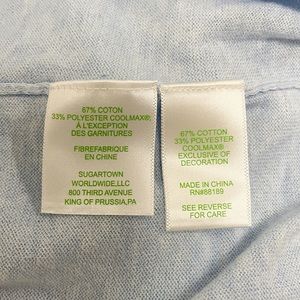 67% COTTON
33% POLYESTER COOLMAX®,
À L'EXCEPTION
DES GARNITURES
FIBREFABRIQUE
EN CHINE
SUGARTOWN
WORLDWIDE,LLC
800 THIRD AVENUE
KING OF PRUSSIA,PA
67% COTTON
33% POLYESTER
COOLMAX®
EXCLUSIVE OF
DECORATION
MADE IN CHINA
RN#88189
SEE REVERSE
FOR CARE